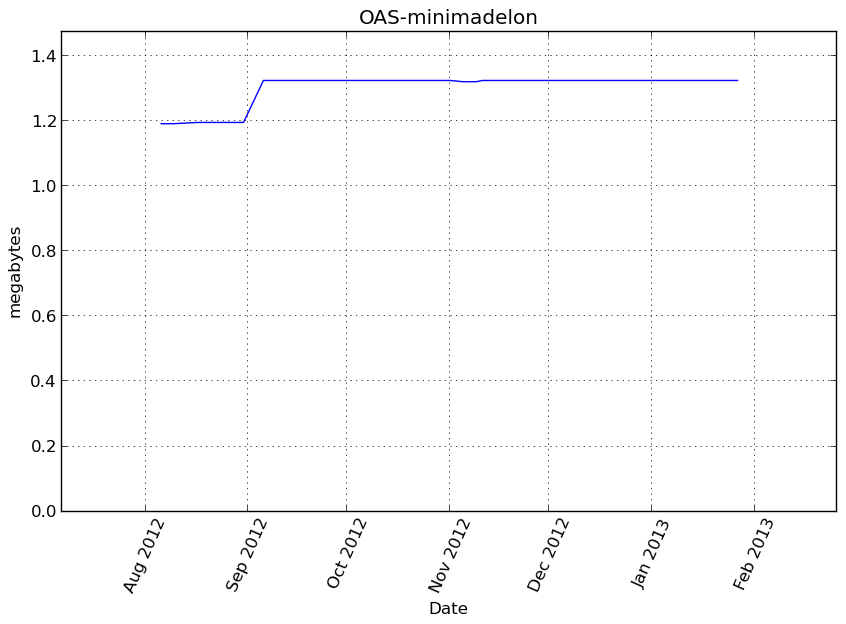 OAS-minimadelon
1.4
1.2
1.0
0.8
0.6
0.4
0.2
0.0
megabytes
Aug 2012
Sep 2012
Oct 2012
Nov 2012
Dec 2012
Jan 2013
Feb 2013
Date